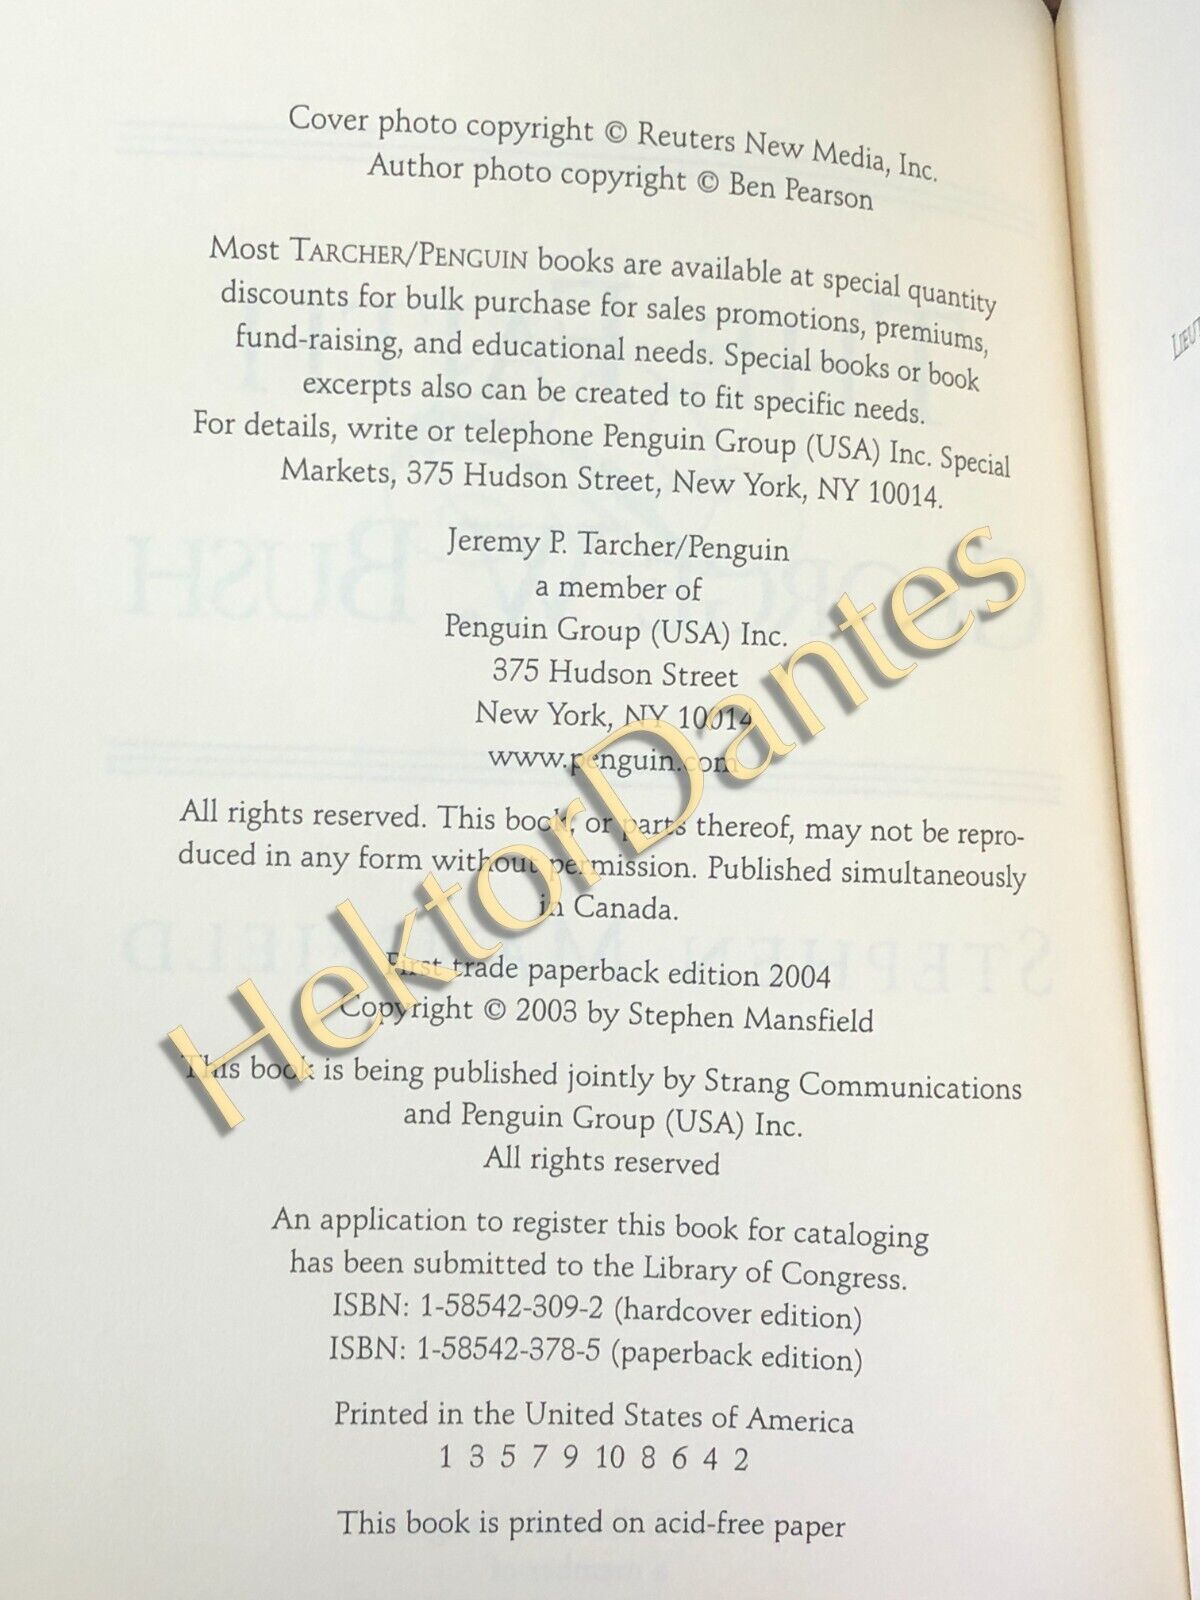 Cover photo copyright © Reuters New Media, Inc.
Author photo copyright © Ben Pearson
Most TARCHER/PENGUIN books are available at special quantity
discounts for bulk purchase for sales promotions, premiums,
fund-raising, and educational needs. Special books or book
excerpts also can be created to fit specific needs.
For details, write or telephone Penguin Group (USA) Inc. Special
Markets, 375 Hudson Street, New York, NY 10014.
Jeremy P. Tarcher/Penguin
a member of
Penguin Group (USA) Inc.
375 Hudson Street
New York, NY 10014
www.penguin.com
All rights reserved. This book, or parts thereof, may not be repro-
duced in any form without permission. Published simultaneously
in Canada.
First trade paperback edition 2004
Copyright © 2003 by Stephen Mansfield
This book is being published jointly by Strang Communications
and Penguin Group (USA) Inc.
All rights reserved
An application to register this book for cataloging
has been submitted to the Library of Congress.
ISBN: 1-58542-309-2 (hardcover edition)
ISBN: 1-58542-378-5 (paperback edition)
Printed in the United States of America
1 3 5 7 9 10 8 6 4 2
This book is printed on acid-free paper
HektorDantes